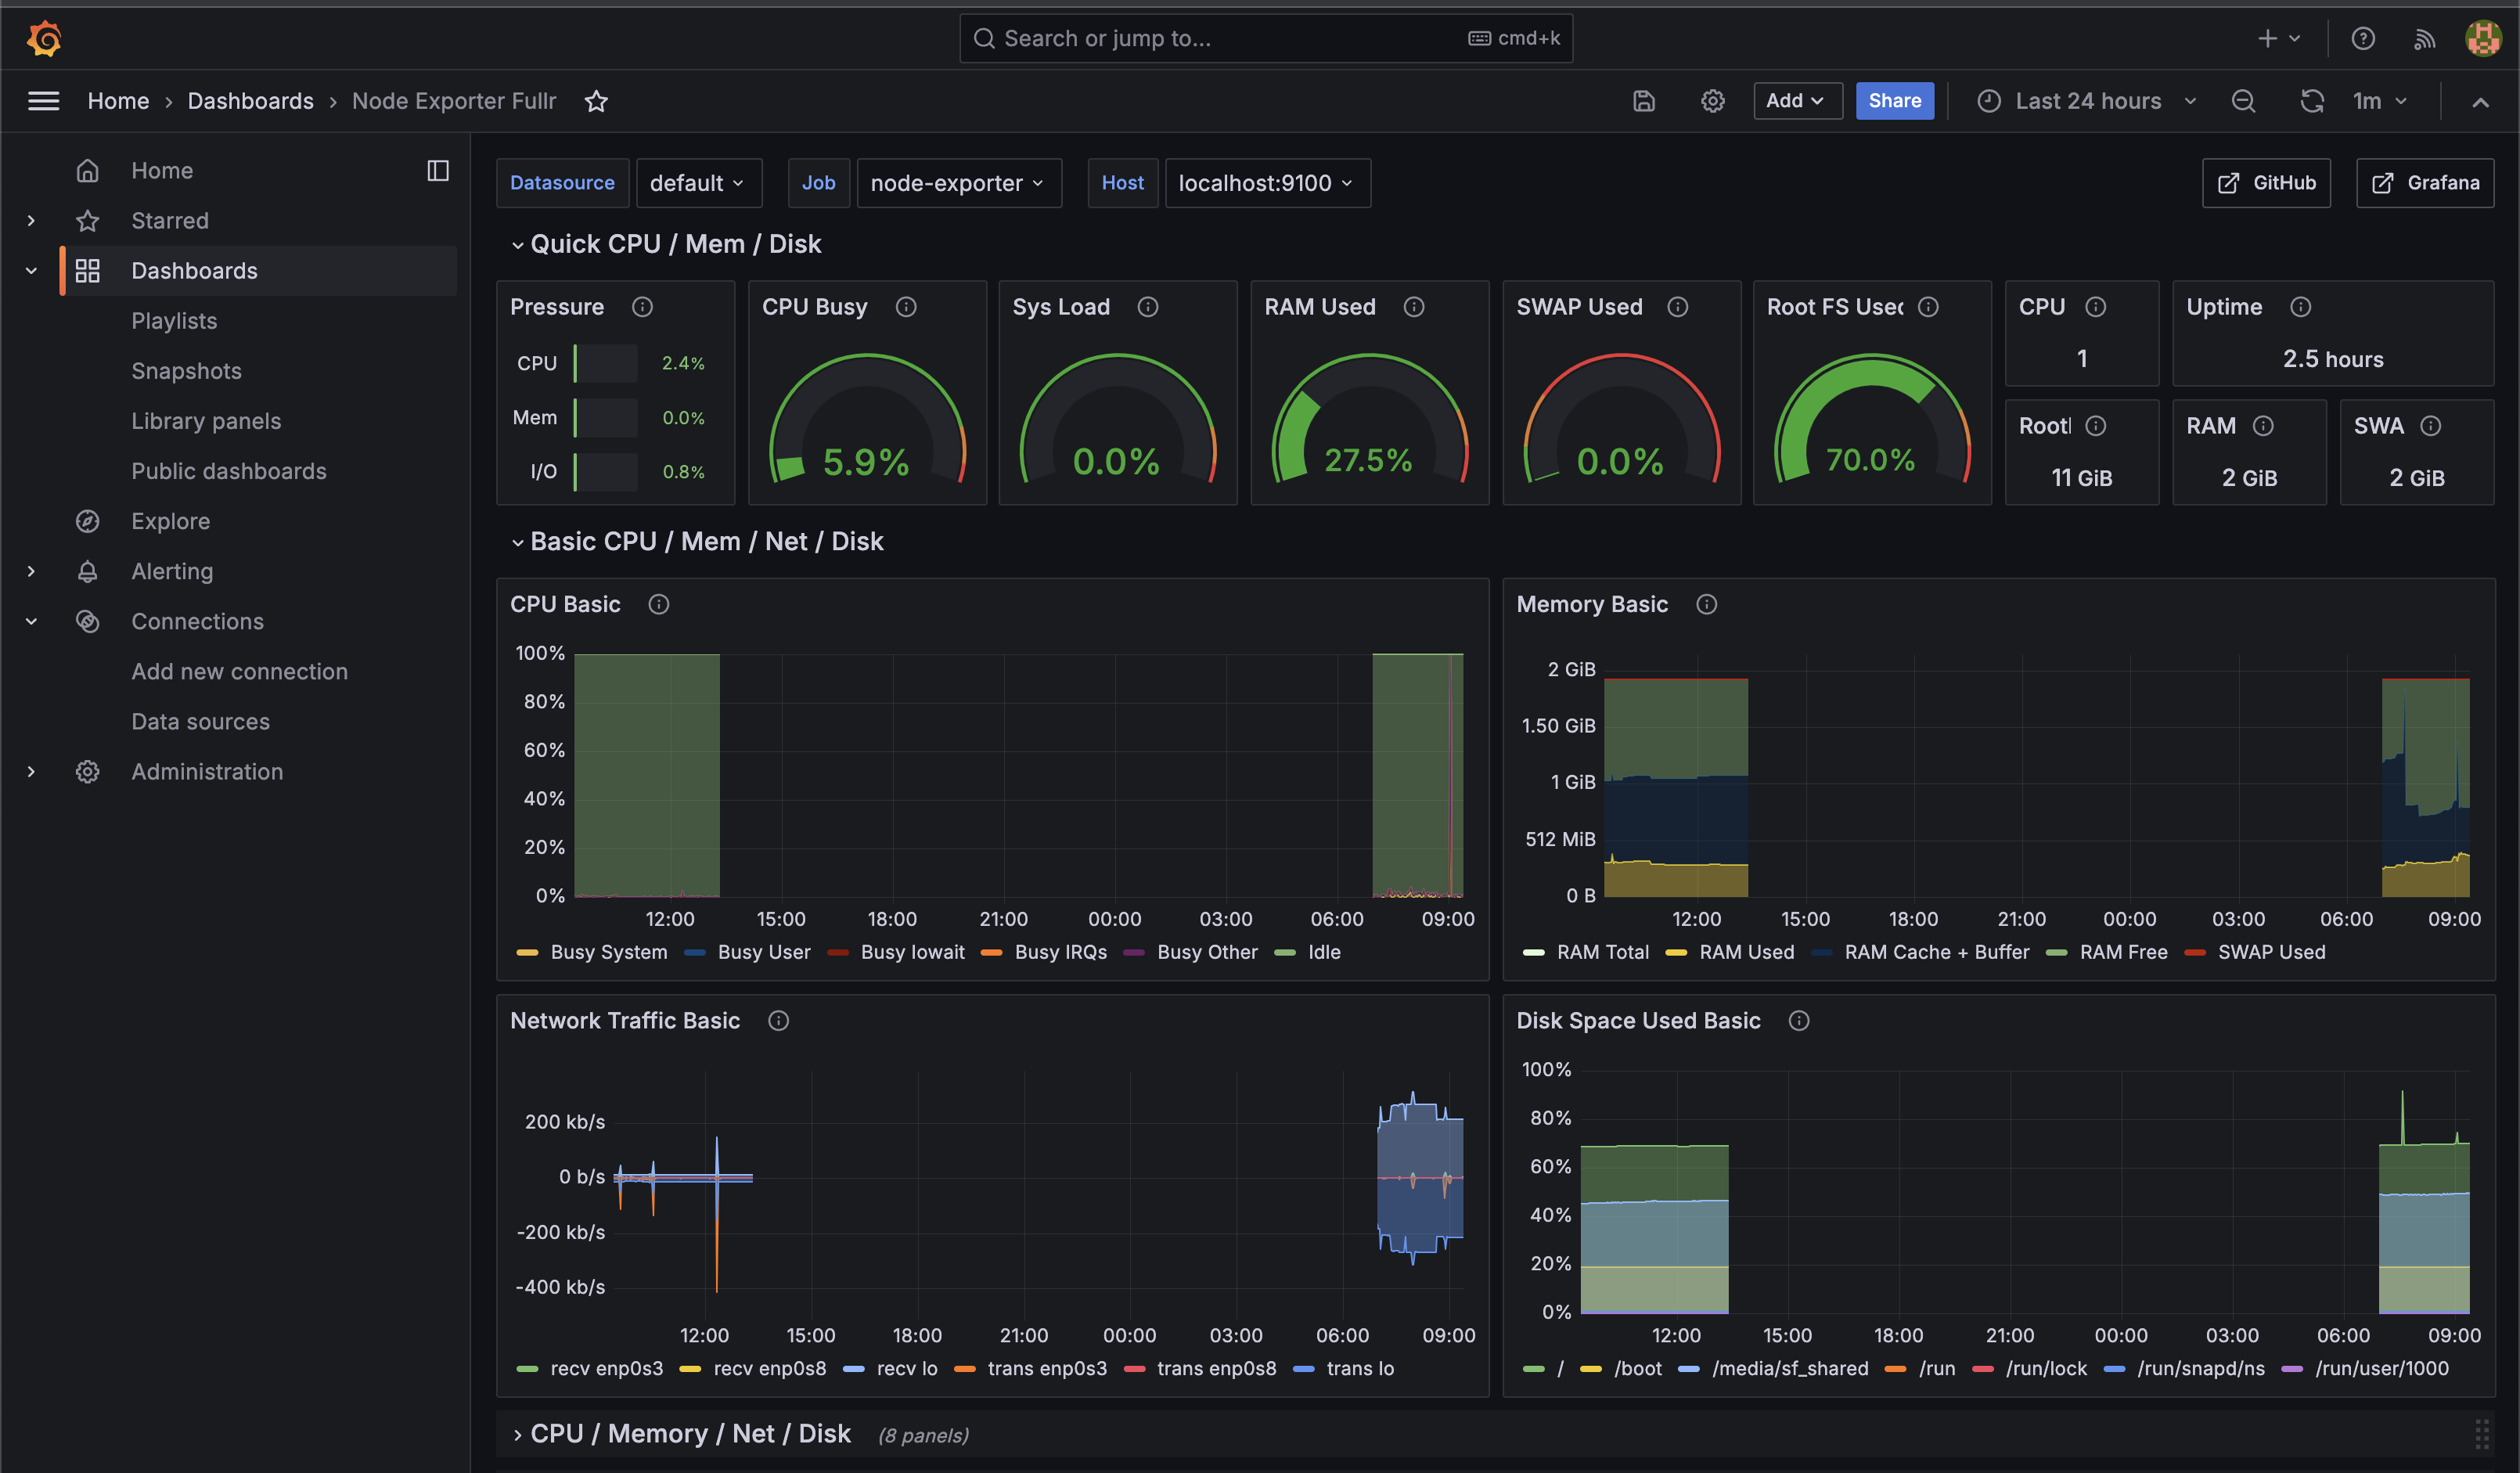 Search or jump to... cmd+k
Home › Dashboards › Node Exporter Fullr Add Share Last 24 hours 1m
Home
Starred
Dashboards
Playlists
Snapshots
Library panels
Public dashboards
Explore
Alerting
Connections
Add new connection
Data sources
Administration
Datasource default Job node-exporter Host localhost:9100 GitHub Grafana
Quick CPU / Mem / Disk
Pressure
CPU 2.4%
Mem 0.0%
I/O 0.8%
CPU Busy
5.9%
Sys Load
0.0%
RAM Used
27.5%
SWAP Used
0.0%
Root FS Used
70.0%
CPU
1
Uptime
2.5 hours
Root
11 GiB
RAM
2 GiB
SWA
2 GiB
Basic CPU / Mem / Net / Disk
CPU Basic
100%
80%
60%
40%
20%
0%
12:00 15:00 18:00 21:00 00:00 03:00 06:00 09:00
Busy System Busy User Busy Iowait Busy IRQs Busy Other Idle
Memory Basic
2 GiB
1.50 GiB
1 GiB
512 MiB
0 B
12:00 15:00 18:00 21:00 00:00 03:00 06:00 09:00
RAM Total RAM Used RAM Cache + Buffer RAM Free SWAP Used
Network Traffic Basic
200 kb/s
0 b/s
-200 kb/s
-400 kb/s
12:00 15:00 18:00 21:00 00:00 03:00 06:00 09:00
recv enp0s3 recv enp0s8 recv lo trans enp0s3 trans enp0s8 trans lo
Disk Space Used Basic
100%
80%
60%
40%
20%
0%
12:00 15:00 18:00 21:00 00:00 03:00 06:00 09:00
/ /boot /media/sf_shared /run /run/lock /run/snapd/ns /run/user/1000
CPU / Memory / Net / Disk (8 panels)